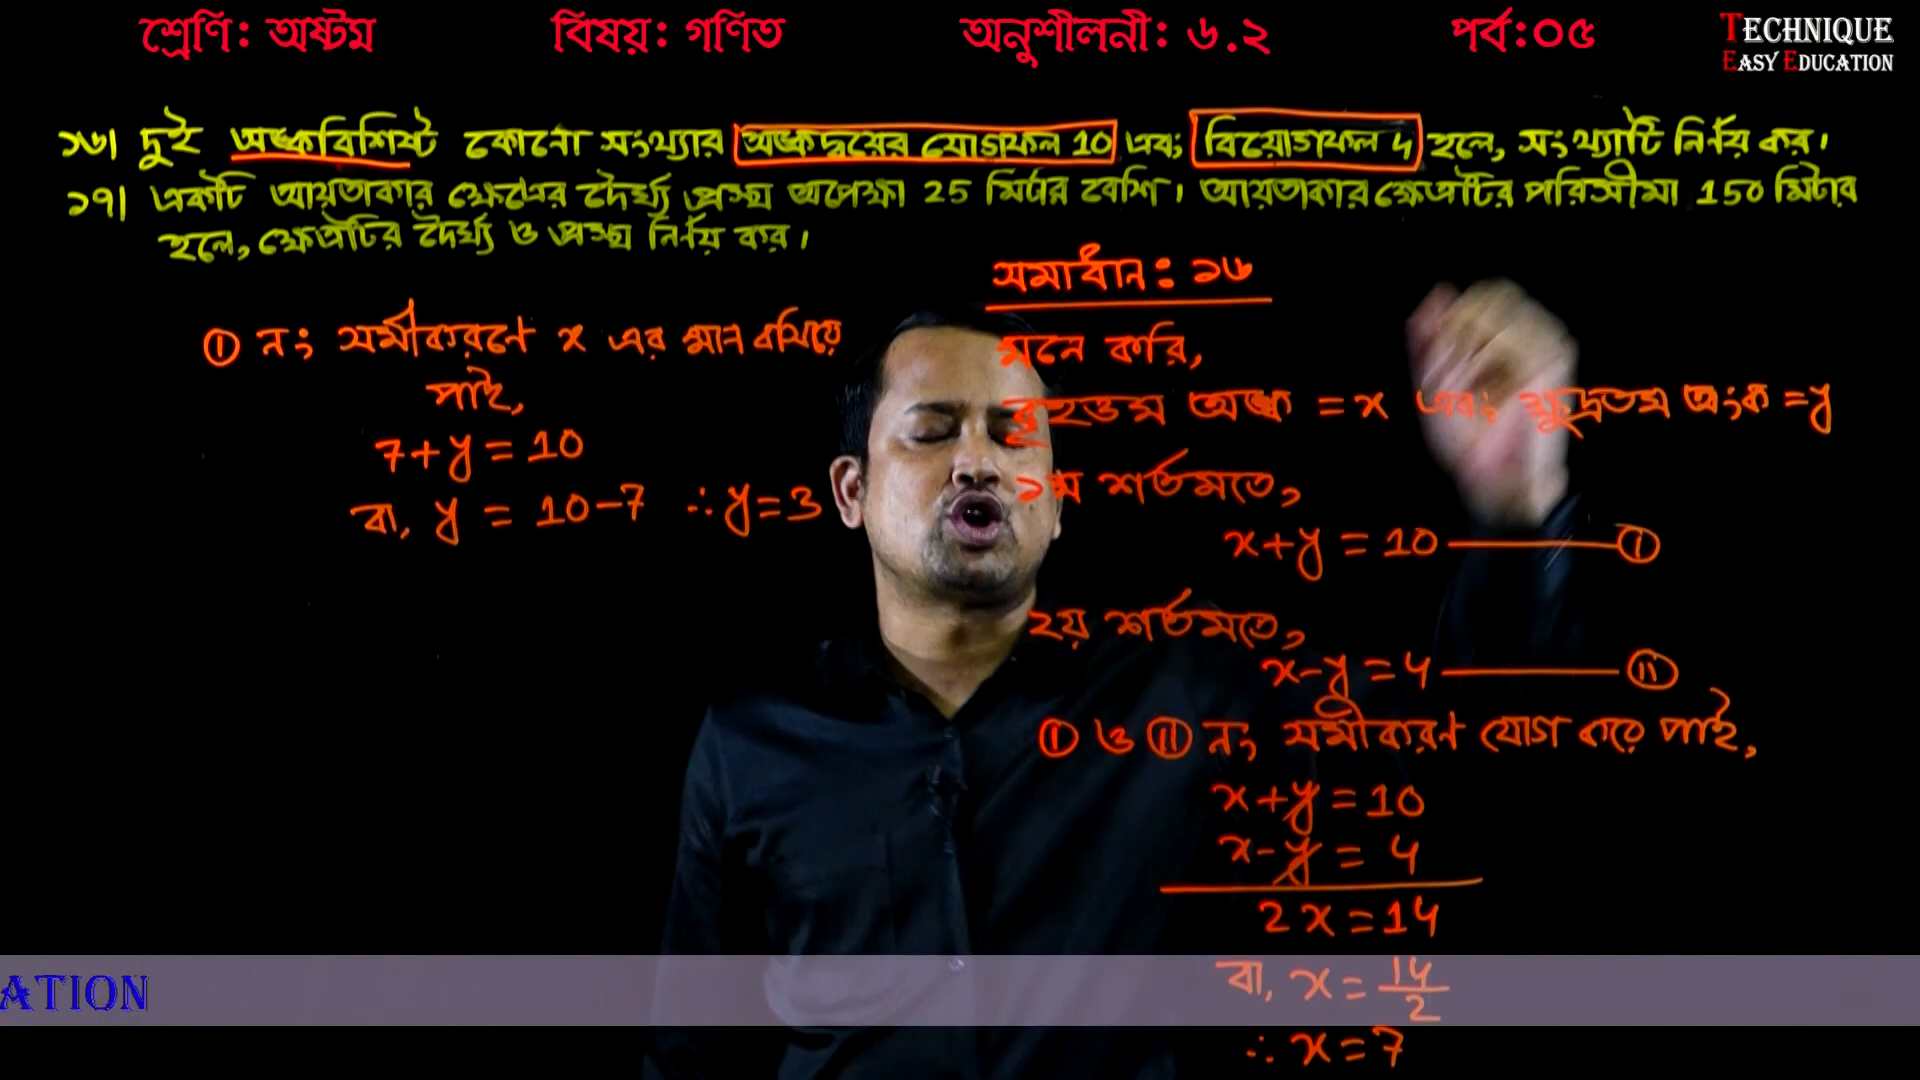 শ্রেণি: অষ্টম বিষয়: গণিত অনুশীলনী: ৬.২ পর্ব:০৫
TECHNIQUE
EASY EDUCATION
১৬। দুই অঙ্কবিশিষ্ট কোনো সংখ্যার অঙ্কদ্বয়ের যোগফল 10 এবং বিয়োগফল 4 হলে, সংখ্যাটি নির্ণয় কর।
১৭। একটি আয়তাকার ক্ষেত্রের দৈর্ঘ্য প্রস্থ অপেক্ষা 25 মিটার বেশি। আয়তাকার ক্ষেত্রটির পরিসীমা 150 মিটার
হলে, ক্ষেত্রটির দৈর্ঘ্য ও প্রস্থ নির্ণয় কর।
সমাধান: ১৬
মনে করি,
বৃহত্তম অঙ্ক = x এবং ক্ষুদ্রতম অংক = y
১ম শর্তমতে,
x+y = 10 —— (i)
২য় শর্তমতে,
x-y = 4 —— (ii)
(i) ও (ii) নং সমীকরণ যোগ করে পাই,
x+y = 10
x-y = 4
2x = 14
বা, x = 14/2
∴ x = 7
(i) নং সমীকরণে x এর মান বসিয়ে
পাই,
7+y = 10
বা, y = 10-7 ∴ y = 3
ATION